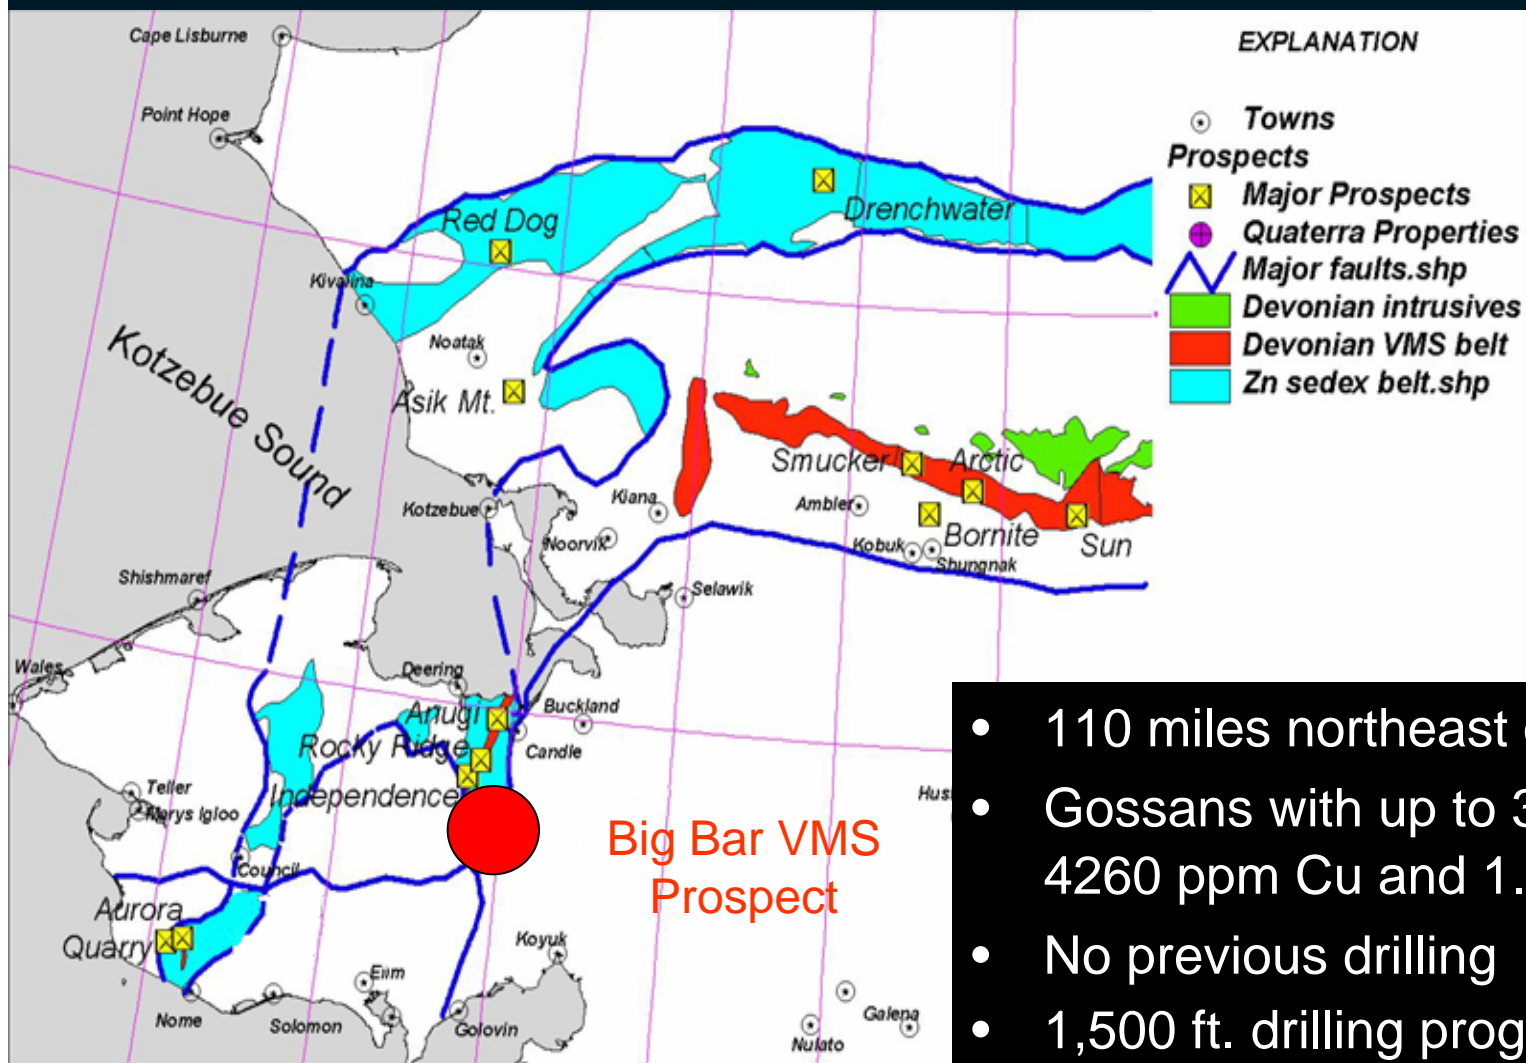 Cape Lisburne
Point Hope
EXPLANATION
Towns
Prospects
Major Prospects
Quaterra Properties
Major faults.shp
Devonian intrusives
Devonian VMS belt
Zn sedex belt.shp
Red Dog
Drenchwater
Kivalina
Noatak
Kotzebue Sound
Asik Mt.
Smucker
Arctic
Kotzebue
Kiana
Ambler
Bornite
Sun
Noorvik
Kobuk
Shungnak
Shishmaref
Selawik
Wales
Deering
Anugi
Buckland
Rocky Ridge
Candle
Teller
Marys Igloo
Independence
Council
Big Bar VMS
Prospect
Aurora
Quarry
Koyuk
Elim
Nome
Solomon
Golovin
Galena
Nulato
• 110 miles northeast
• Gossans with up to
4260 ppm Cu and 1.
• No previous drilling
• 1,500 ft. drilling